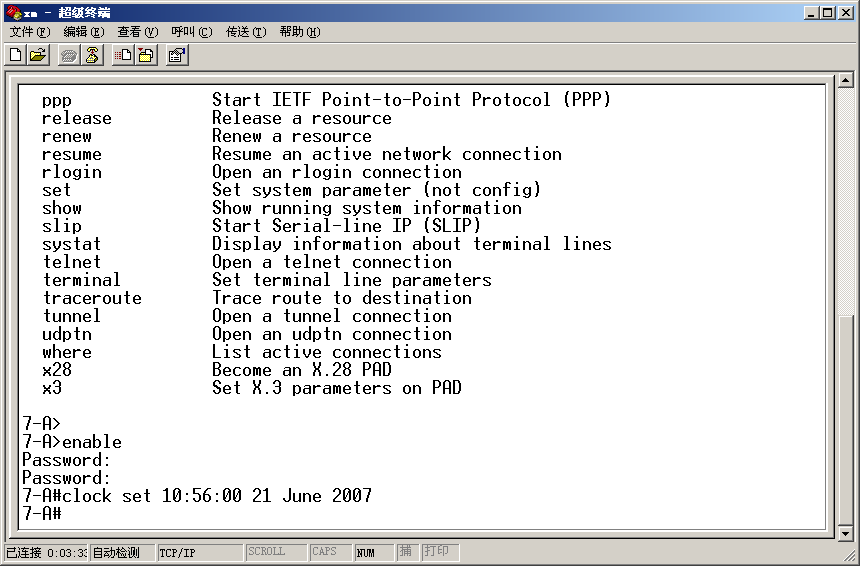 xm - 超级终端
文件(F) 编辑(E) 查看(V) 呼叫(C) 传送(T) 帮助(H)
ppp Start IETF Point-to-Point Protocol (PPP)
release Release a resource
renew Renew a resource
resume Resume an active network connection
rlogin Open an rlogin connection
set Set system parameter (not config)
show Show running system information
slip Start Serial-line IP (SLIP)
systat Display information about terminal lines
telnet Open a telnet connection
terminal Set terminal line parameters
traceroute Trace route to destination
tunnel Open a tunnel connection
udptn Open an udptn connection
where List active connections
x28 Become an X.28 PAD
x3 Set X.3 parameters on PAD
7-A>
7-A>enable
Password:
Password:
7-A#clock set 10:56:00 21 June 2007
7-A#
已连接 0:03:33 自动检测 TCP/IP SCROLL CAPS NUM 捕 打印